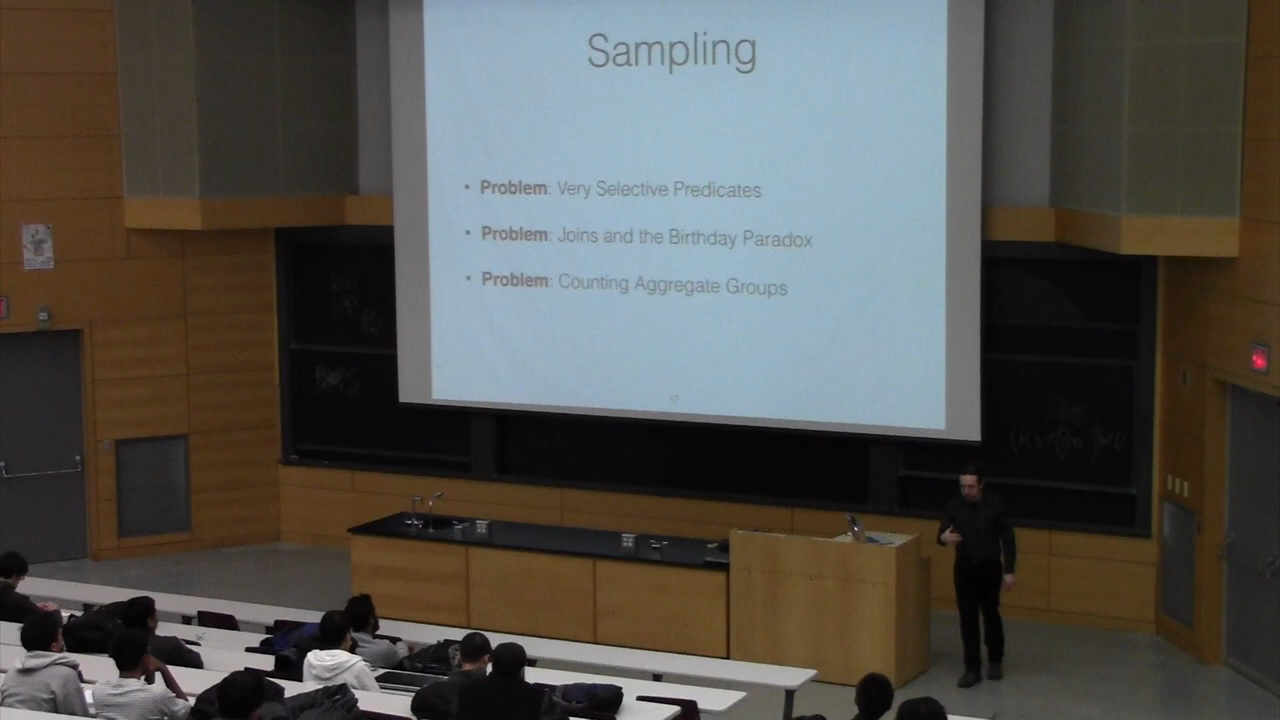 Sampling
• Problem: Very Selective Predicates
• Problem: Joins and the Birthday Paradox
• Problem: Counting Aggregate Groups